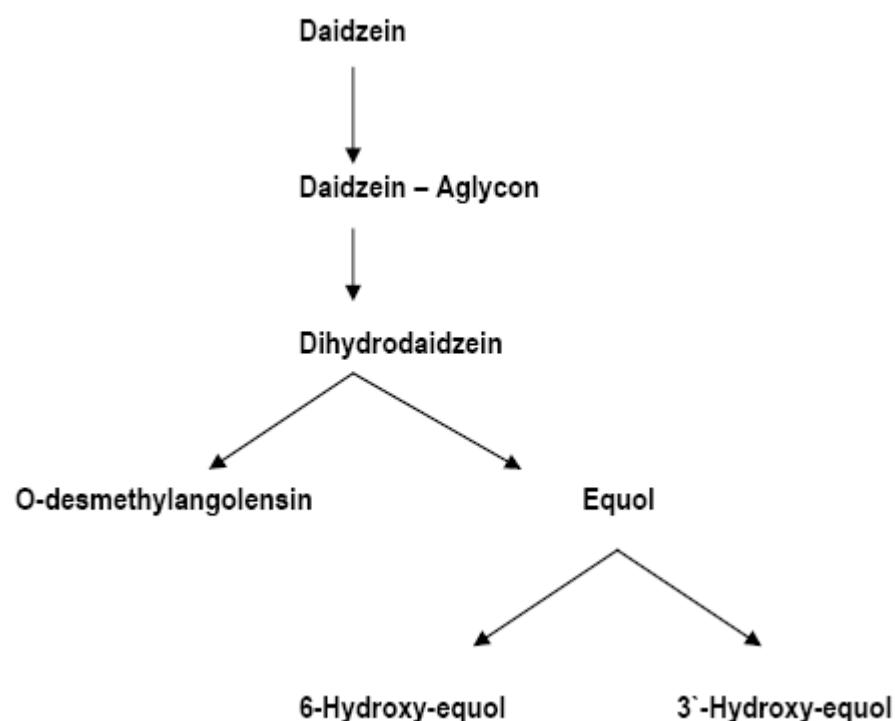 Daidzein
Daidzein – Aglycon
Dihydrodaidzein
O-desmethylangolensin
Equol
6-Hydroxy-equol
3`-Hydroxy-equol